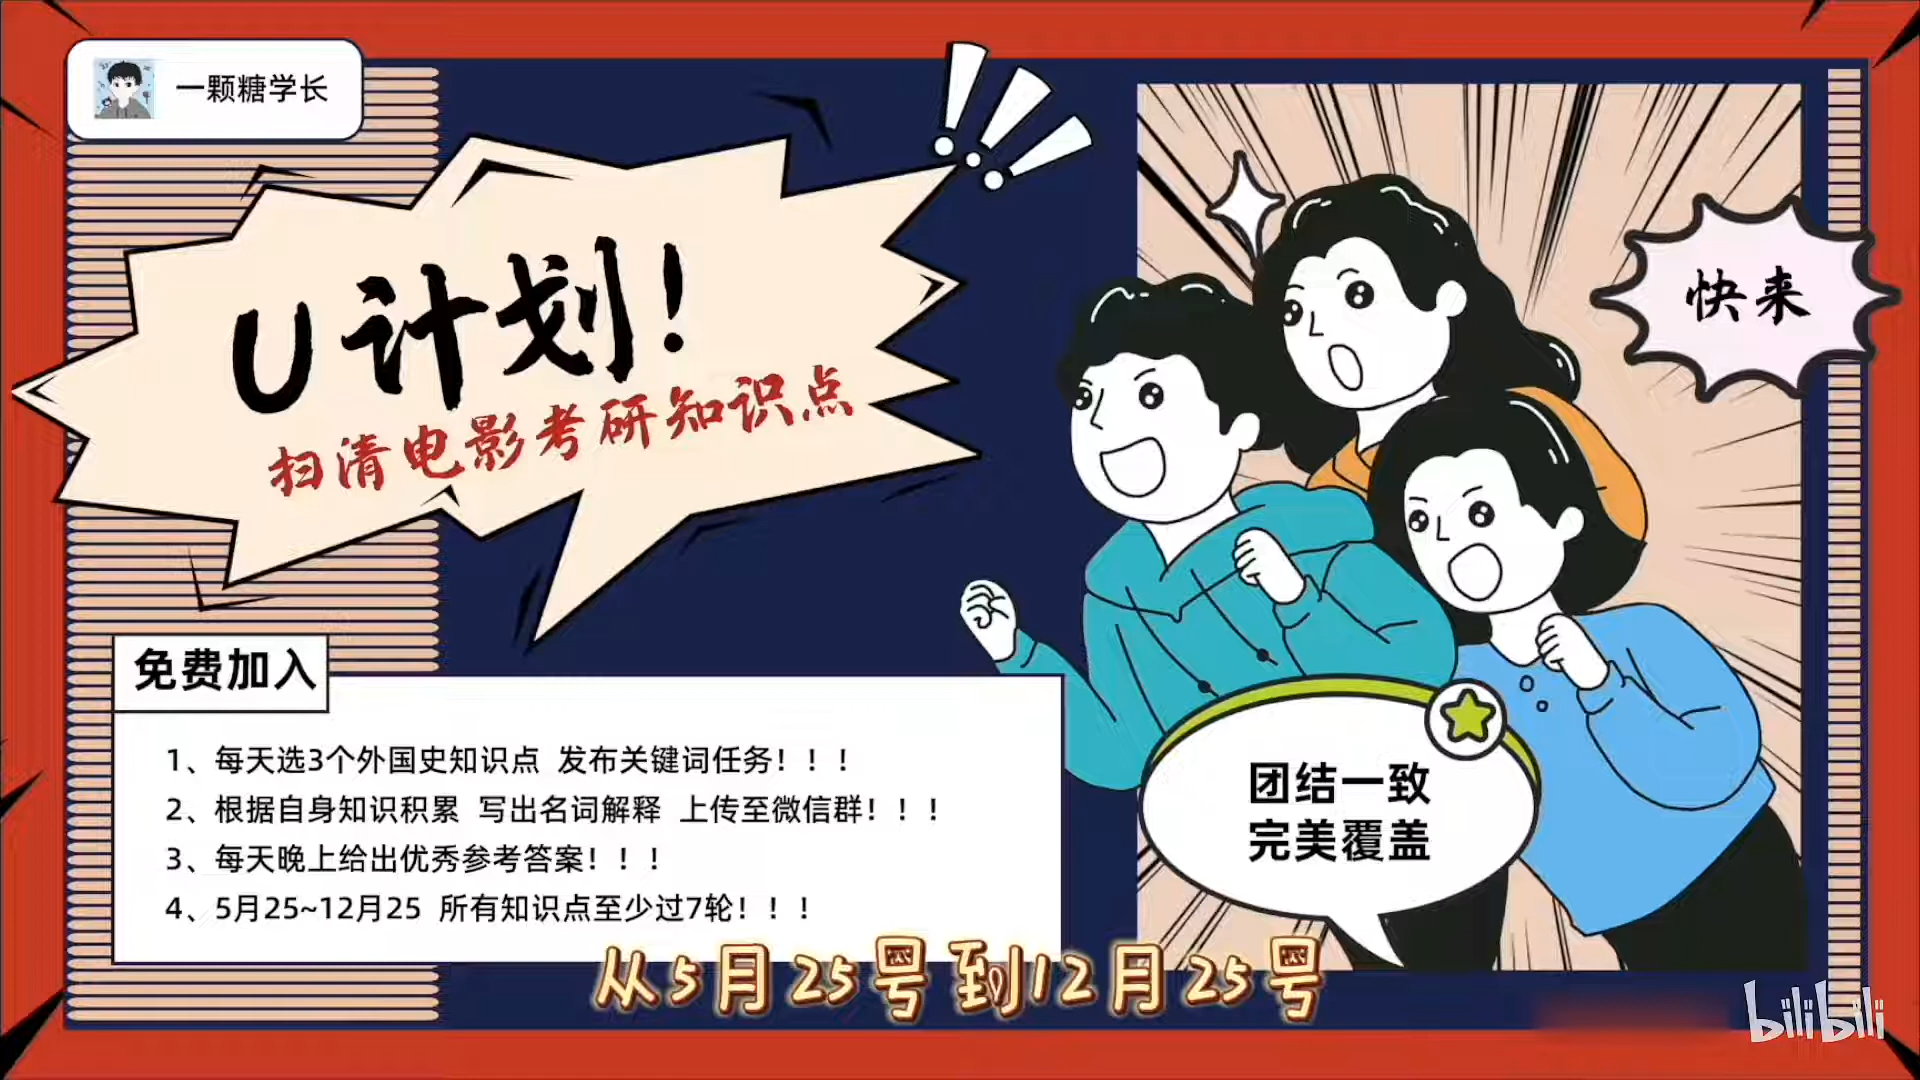 一颗糖学长
U计划！
扫清电影考研知识点
快来
免费加入
1、每天选3个外国史知识点 发布关键词任务！！！
2、根据自身知识积累 写出名词解释 上传至微信群！！！
3、每天晚上给出优秀参考答案！！！
4、5月25~12月25 所有知识点至少过7轮！！！
团结一致
完美覆盖
从5月25号到12月25号
bilibili